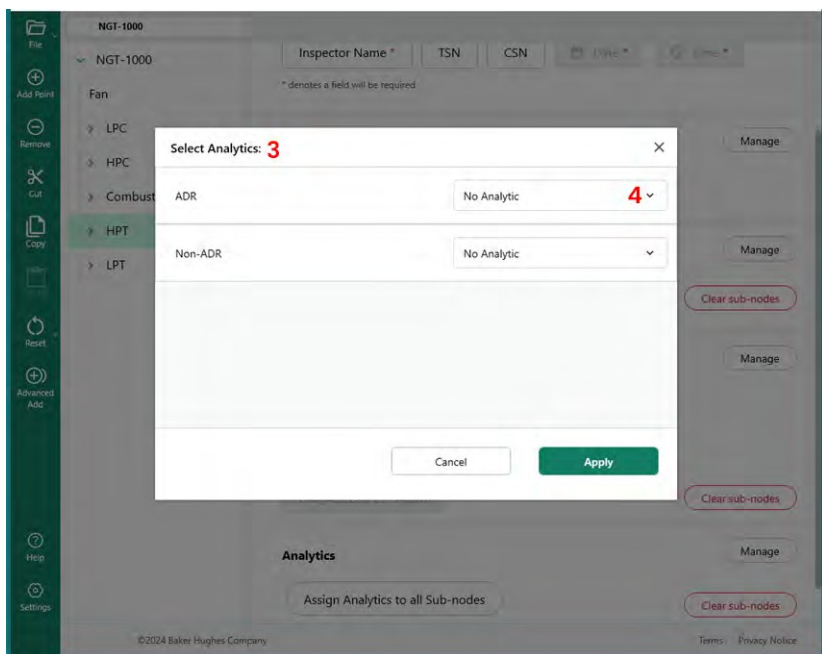 NGT-1000
File
NGT-1000
Inspector Name *
TSN
CSN
Time *
* denotes a field will be required
Add Point
Fan
Remove
LPC
Select Analytics: 3
Manage
HPC
Cut
Combust
ADR
No Analytic
4
Copy
HPT
Non-ADR
No Analytic
Manage
LPT
Clear sub-nodes
Reset
Manage
Advanced
Add
Cancel
Apply
Clear sub-nodes
Help
Analytics
Manage
Settings
Assign Analytics to all Sub-nodes
Clear sub-nodes
©2024 Baker Hughes Company
Terms
Privacy Notice